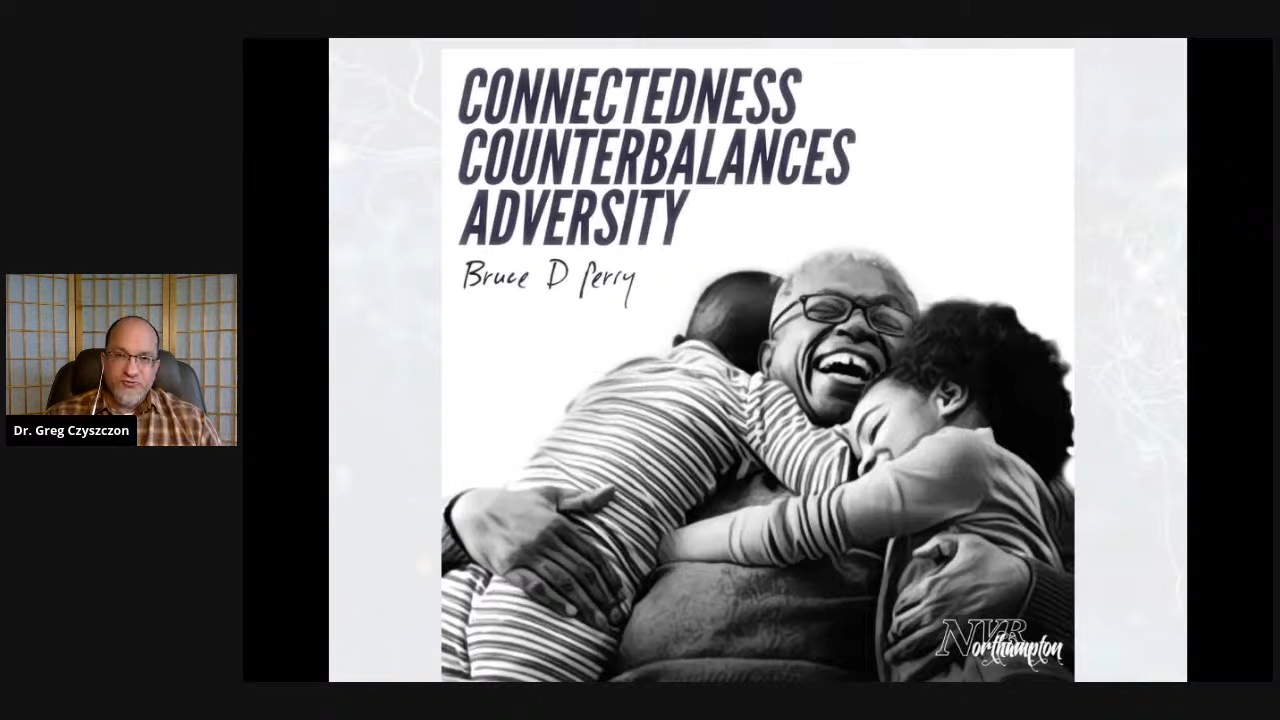 CONNECTEDNESS
COUNTERBALANCES
ADVERSITY
Bruce D Perry
Dr. Greg Czyszczon
NVR
Northampton